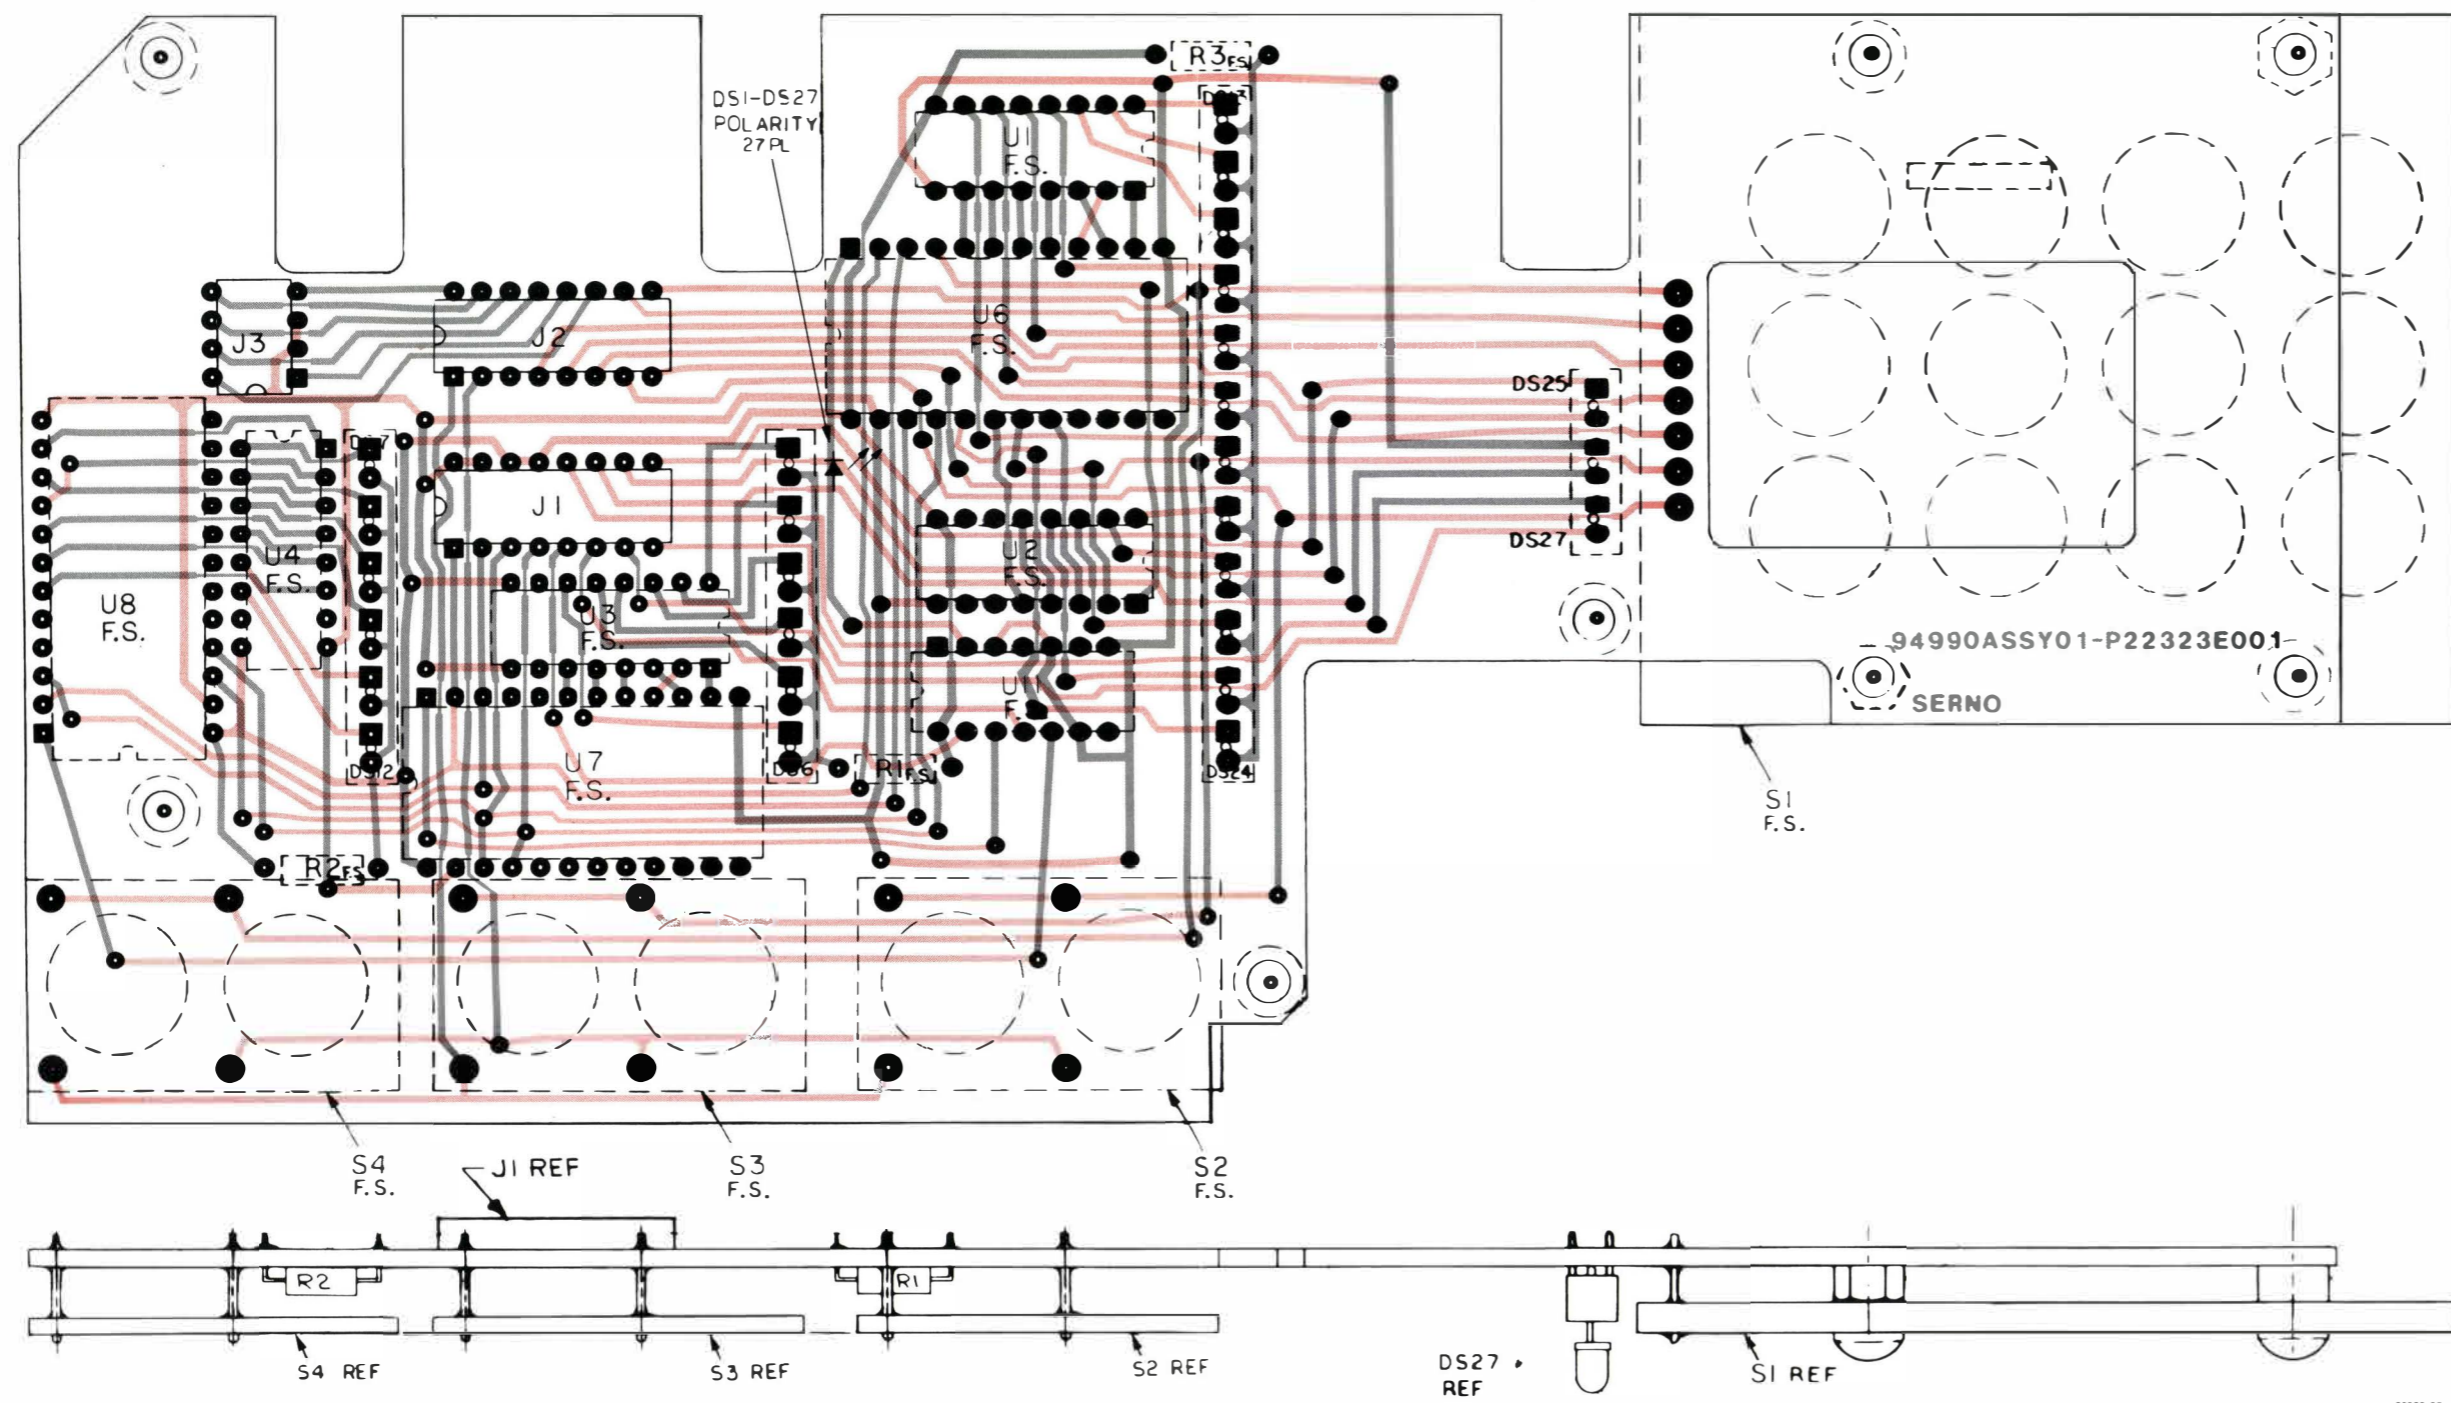 R3 F.S.
DS1-DS27
POLARITY
27 PL
DS13
U1
F.S.
U6
F.S.
J3
J2
DS25
DS7
J1
U4
F.S.
U2
F.S.
DS27
U8
F.S.
U3
F.S.
94990ASSY01-P22323E001
SERNO
U7
F.S.
DS12
DS6
R1 F.S.
DS24
S1
F.S.
R2 F.S.
S4
F.S.
J1 REF
S3
F.S.
S2
F.S.
R2
R1
S4 REF
S3 REF
S2 REF
DS27
REF
S1 REF